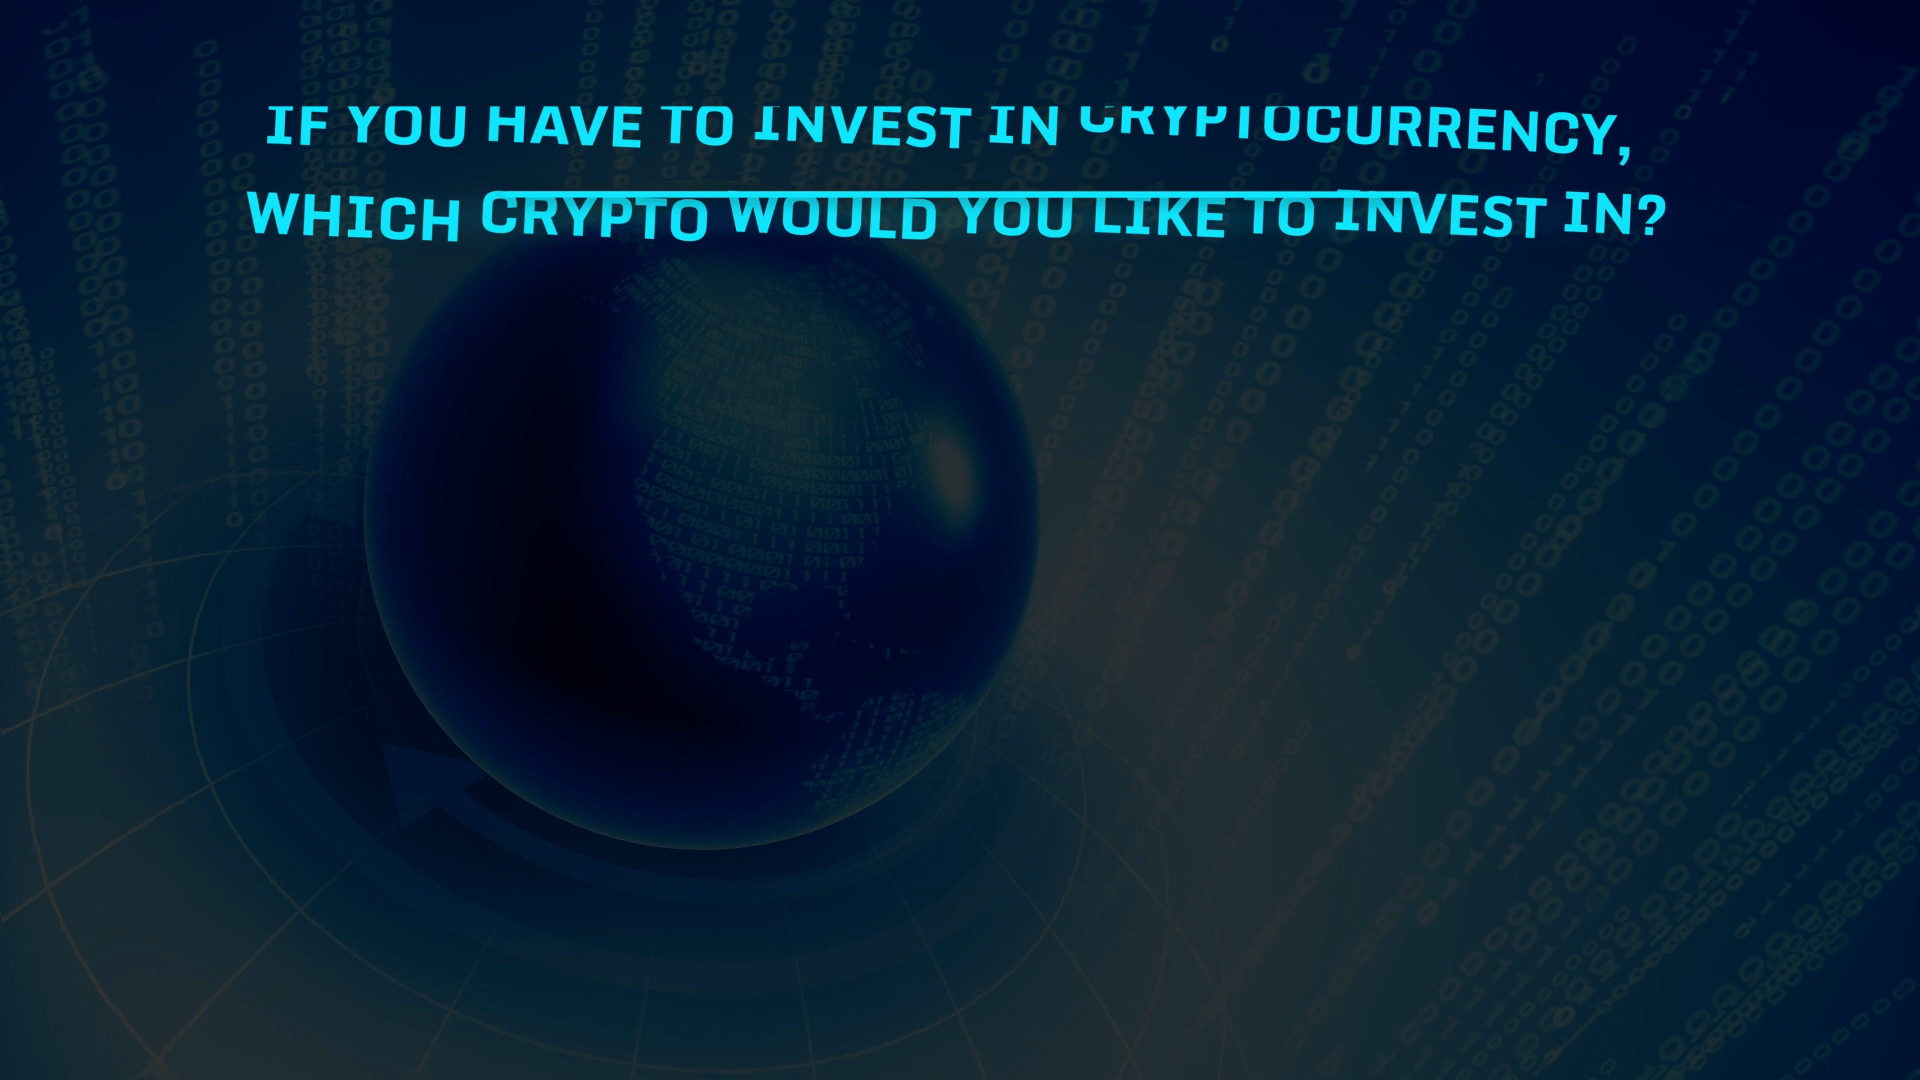 IF YOU HAVE TO INVEST IN CRYPTOCURRENCY,
WHICH CRYPTO WOULD YOU LIKE TO INVEST IN?